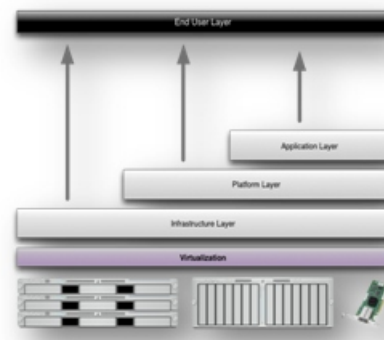 End User Layer
Application Layer
Platform Layer
Infrastructure Layer
Virtualization